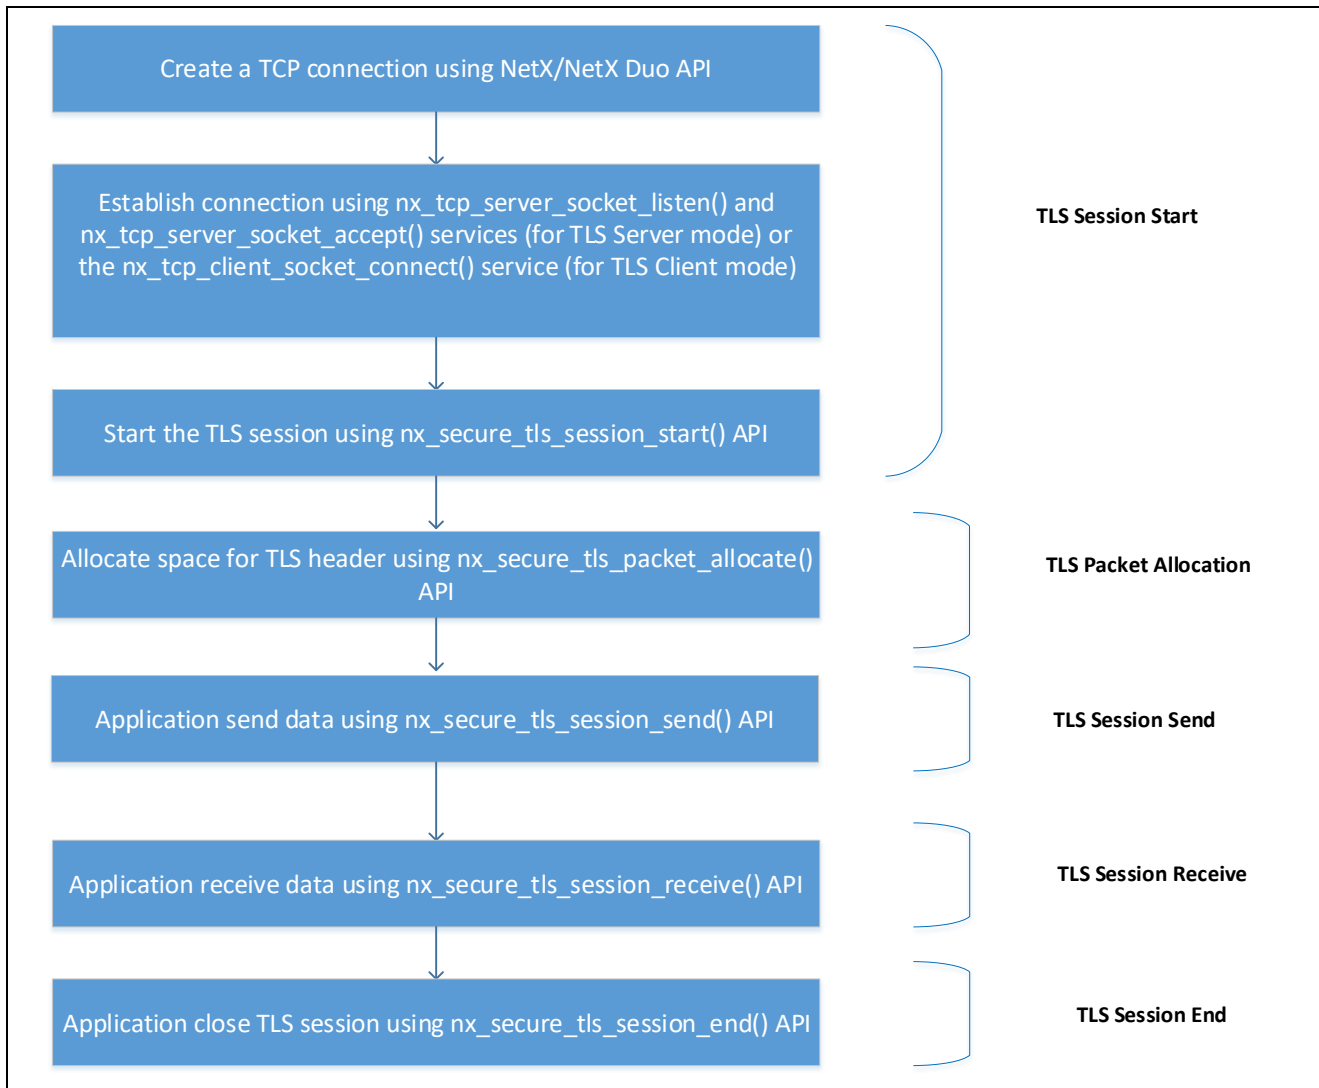 Create a TCP connection using NetX/NetX Duo API
Establish connection using nx_tcp_server_socket_listen() and
nx_tcp_server_socket_accept() services (for TLS Server mode) or
the nx_tcp_client_socket_connect() service (for TLS Client mode)
TLS Session Start
Start the TLS session using nx_secure_tls_session_start() API
Allocate space for TLS header using nx_secure_tls_packet_allocate()
API
TLS Packet Allocation
Application send data using nx_secure_tls_session_send() API
TLS Session Send
Application receive data using nx_secure_tls_session_receive() API
TLS Session Receive
Application close TLS session using nx_secure_tls_session_end() API
TLS Session End